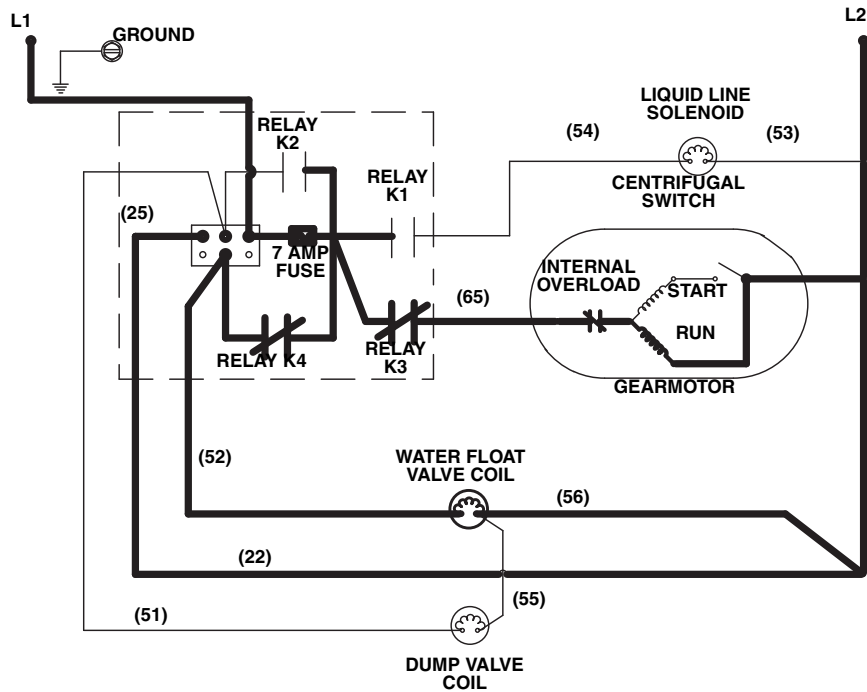 L1
L2
GROUND
LIQUID LINE
SOLENOID
(54)
(53)
RELAY
K2
RELAY
K1
CENTRIFUGAL
SWITCH
(25)
7 AMP
FUSE
INTERNAL
OVERLOAD
(65)
START
RUN
RELAY K4
RELAY
K3
GEARMOTOR
(52)
WATER FLOAT
VALVE COIL
(56)
(22)
(51)
(55)
DUMP VALVE
COIL